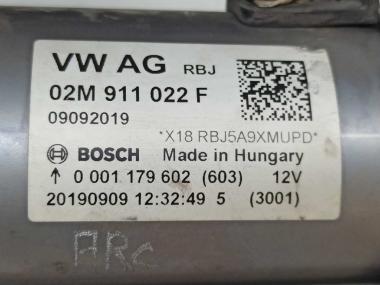 VW AG RBJ
02M 911 022 F
09092019
*X18 RBJ5A9XMUPD*
BOSCH Made in Hungary
↑ 0 001 179 602 (603) 12V
20190909 12:32:49 5 (3001)
ARC